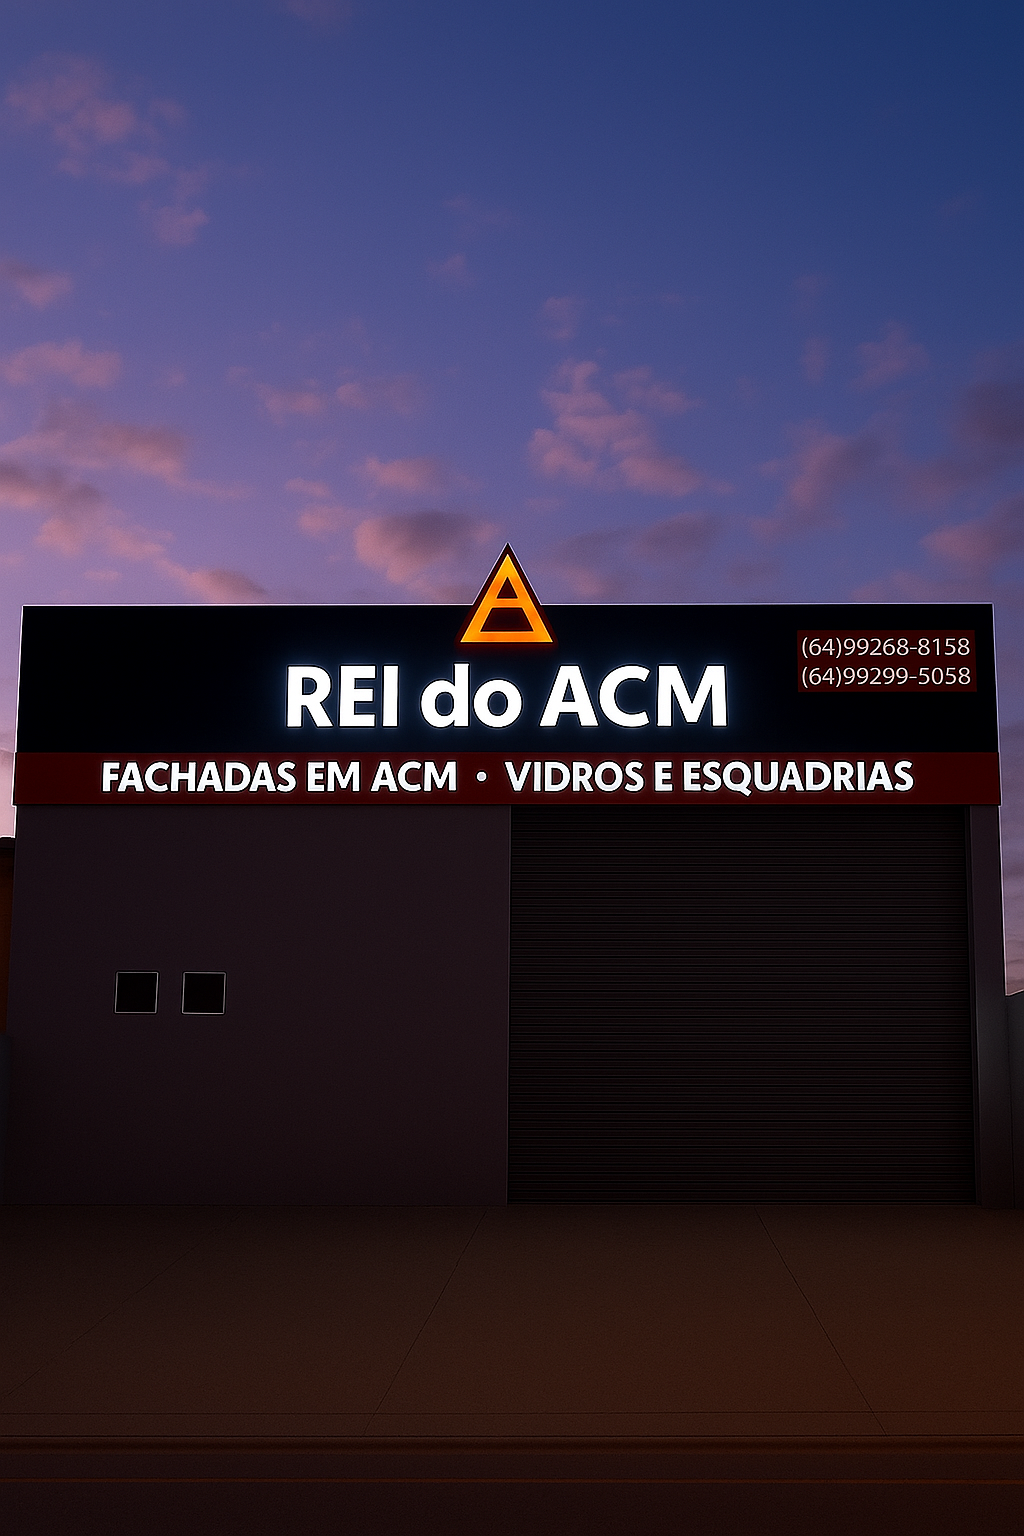 REI do ACM
(64)99268-8158
(64)99299-5058
FACHADAS EM ACM • VIDROS E ESQUADRIAS